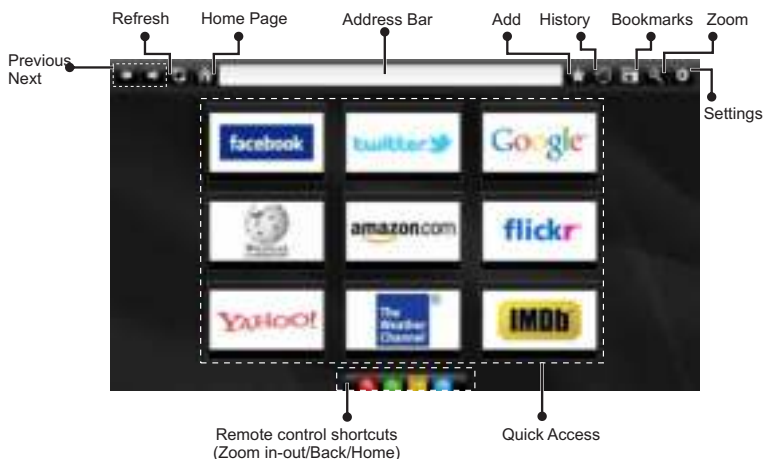 Refresh
Home Page
Address Bar
Add
History
Bookmarks
Zoom
Previous
Next
Settings
facebook
twitter
Google
amazon.com
flickr
YAHOO!
The
Weather
Channel
IMDb
Remote control shortcuts
(Zoom in-out/Back/Home)
Quick Access